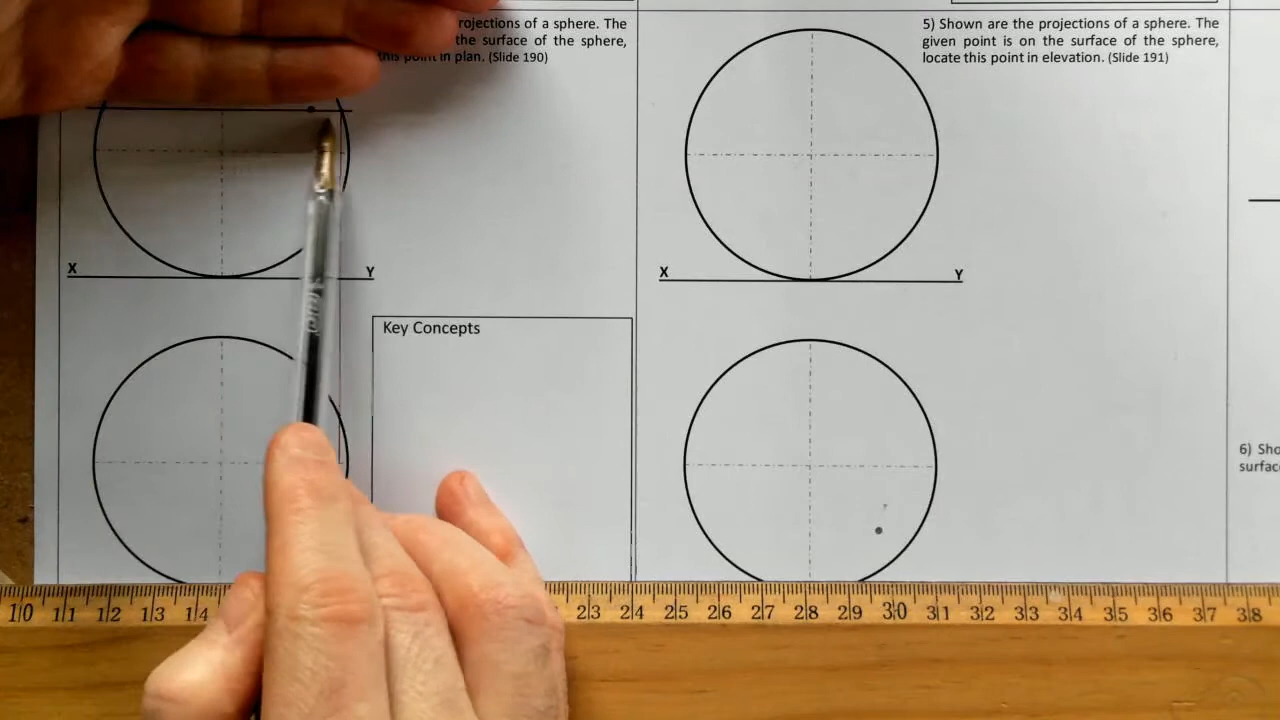 rojections of a sphere. The
the surface of the sphere,
this point in plan. (Slide 190)
X Y
Key Concepts
5) Shown are the projections of a sphere. The
given point is on the surface of the sphere,
locate this point in elevation. (Slide 191)
X Y
6) Sho
surfac
10 11 12 13 14 23 24 25 26 27 28 29 30 31 32 33 34 35 36 37 38